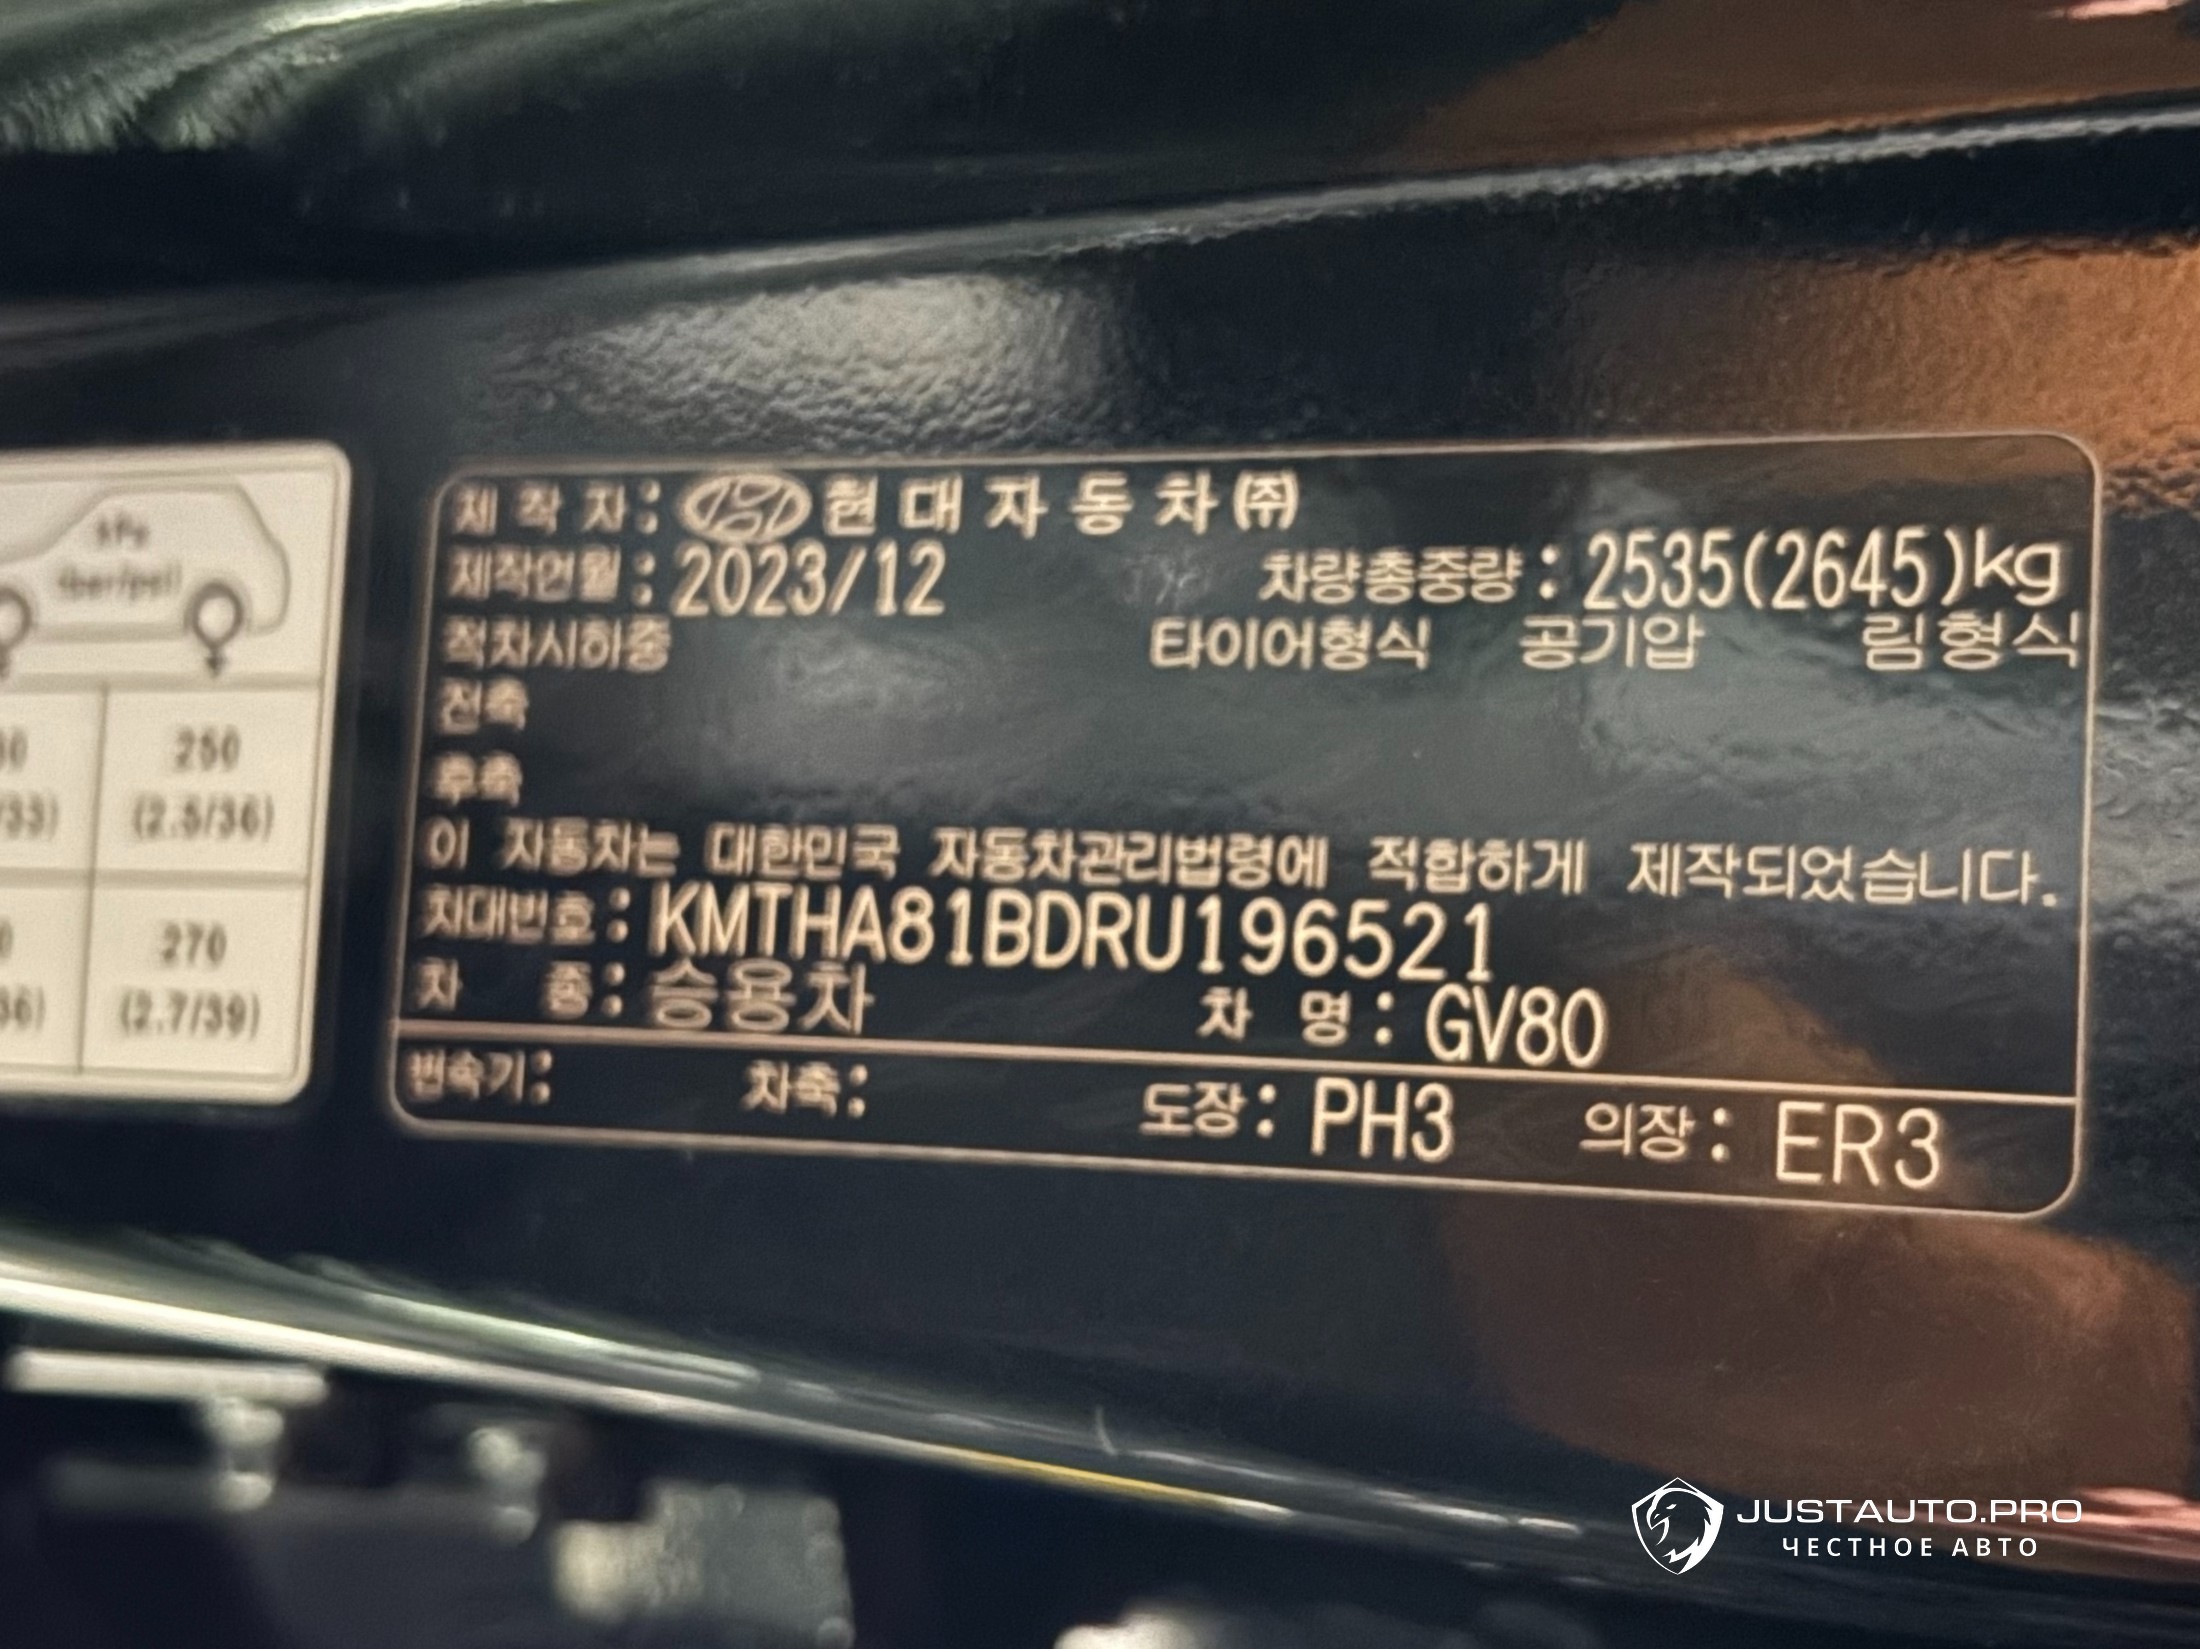 kPa
(bar/psi)
250
/33) (2.5/36)
270
36) (2.7/39)
제 작 자 : 현 대 자 동 차 ㈜
제작연월 : 2023/12 차량총중량 : 2535(2645)kg
적차시하중 타이어형식 공기압 림형식
전축
후축
이 자동차는 대한민국 자동차관리법령에 적합하게 제작되었습니다.
차대번호 : KMTHA81BDRU196521
차 종 : 승용차 차 명 : GV80
변속기 : 차축 : 도장 : PH3 의장 : ER3
JUSTAUTO.PRO
ЧЕСТНОЕ АВТО